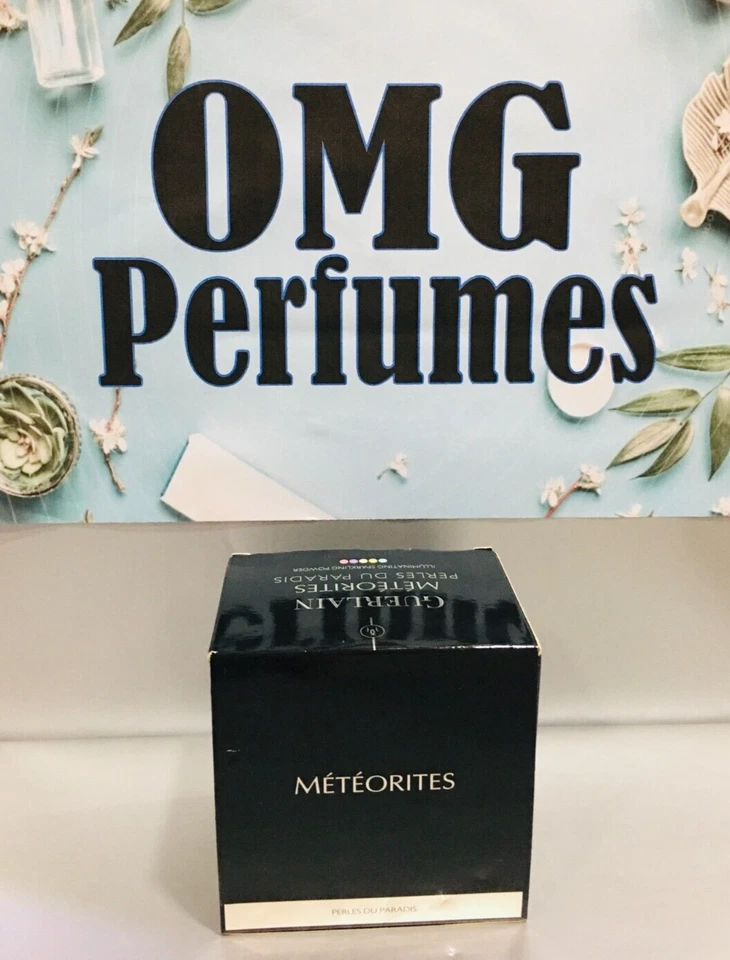 OMG
Perfumes
GUERLAIN
MÉTÉORITES
PERLES DU PARADIS
ILLUMINATING SPARKLING POWDER
MÉTÉORITES
PERLES DU PARADIS